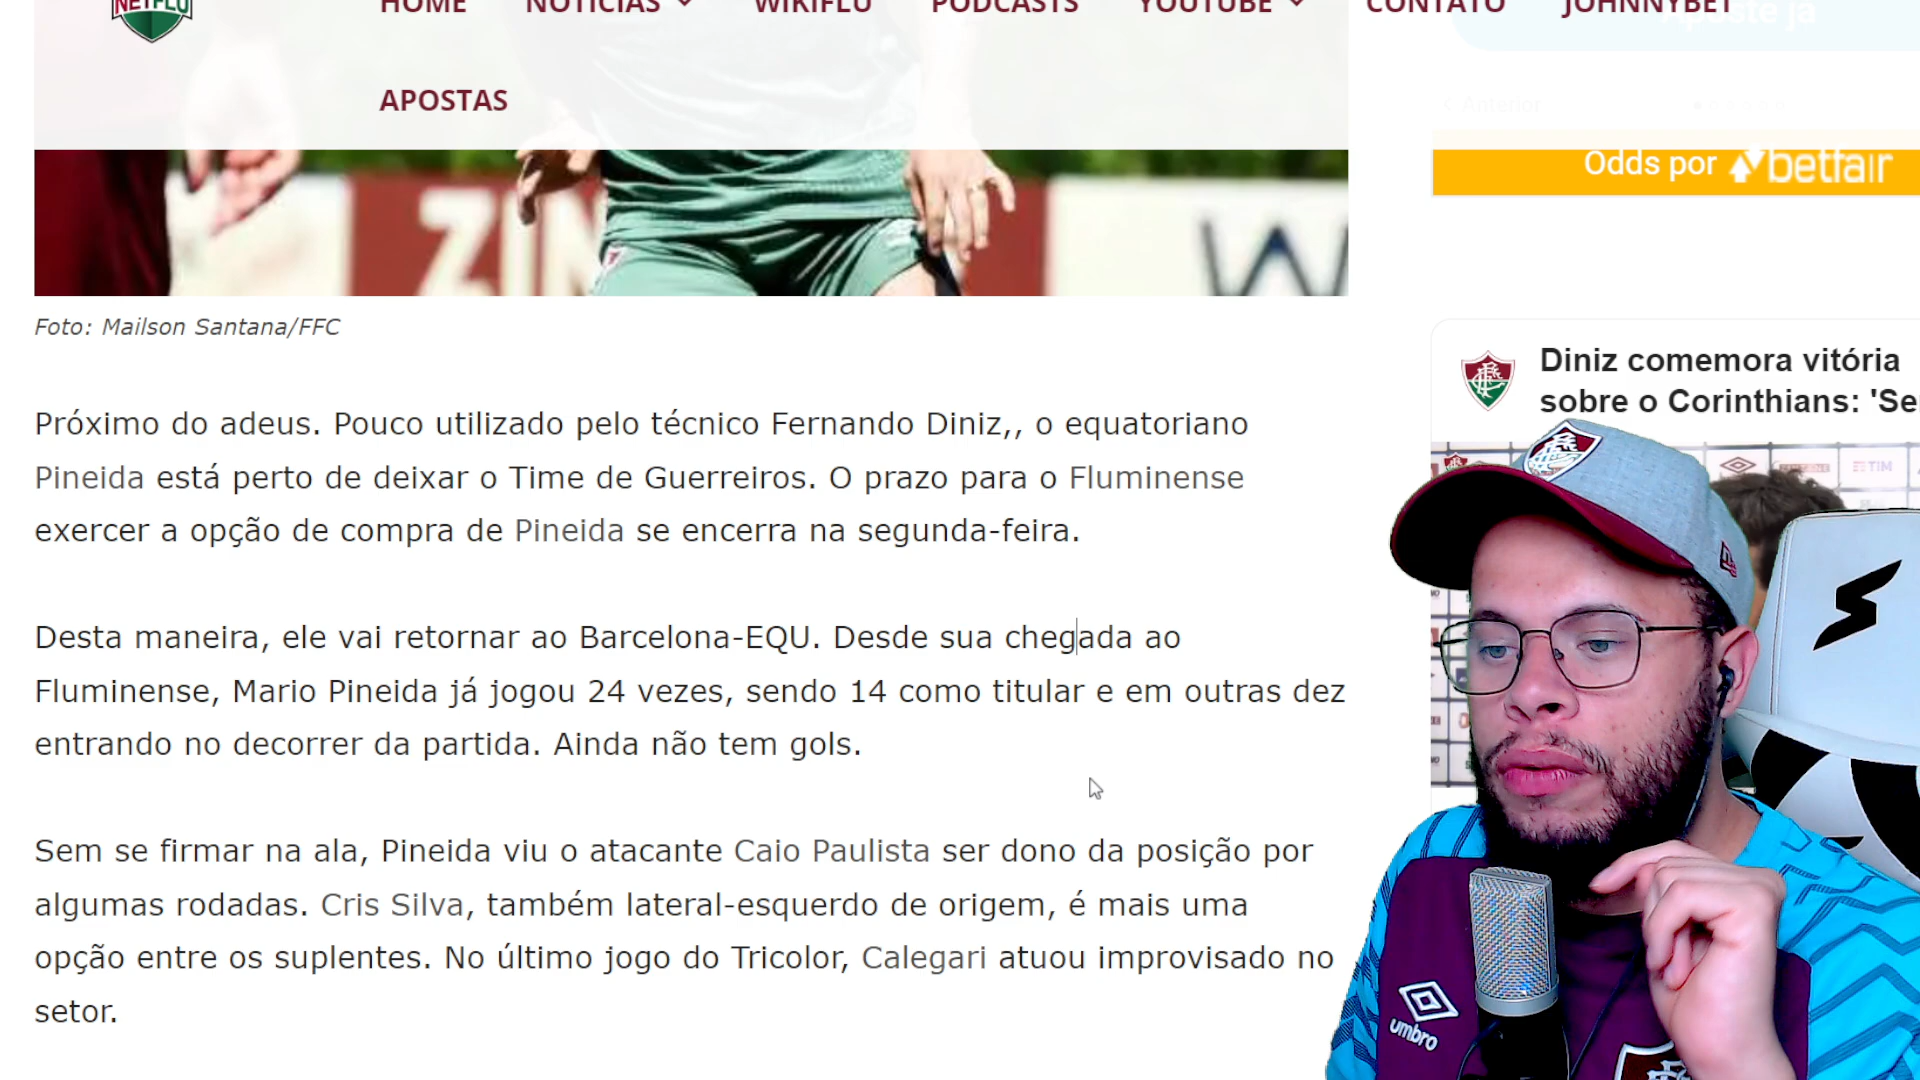 NETFLU
HOME NOTÍCIAS WIKIFLU PODCASTS YOUTUBE CONTATO JOHNNYBET
APOSTAS
Aposte já
Anterior
Odds por betfair
ZIN
W
Foto: Mailson Santana/FFC
Diniz comemora vitória
sobre o Corinthians: 'Se
TIM
Próximo do adeus. Pouco utilizado pelo técnico Fernando Diniz,, o equatoriano
Pineida está perto de deixar o Time de Guerreiros. O prazo para o Fluminense
exercer a opção de compra de Pineida se encerra na segunda-feira.
Desta maneira, ele vai retornar ao Barcelona-EQU. Desde sua chegada ao
Fluminense, Mario Pineida já jogou 24 vezes, sendo 14 como titular e em outras dez
entrando no decorrer da partida. Ainda não tem gols.
Sem se firmar na ala, Pineida viu o atacante Caio Paulista ser dono da posição por
algumas rodadas. Cris Silva, também lateral-esquerdo de origem, é mais uma
opção entre os suplentes. No último jogo do Tricolor, Calegari atuou improvisado no
setor.
umbro